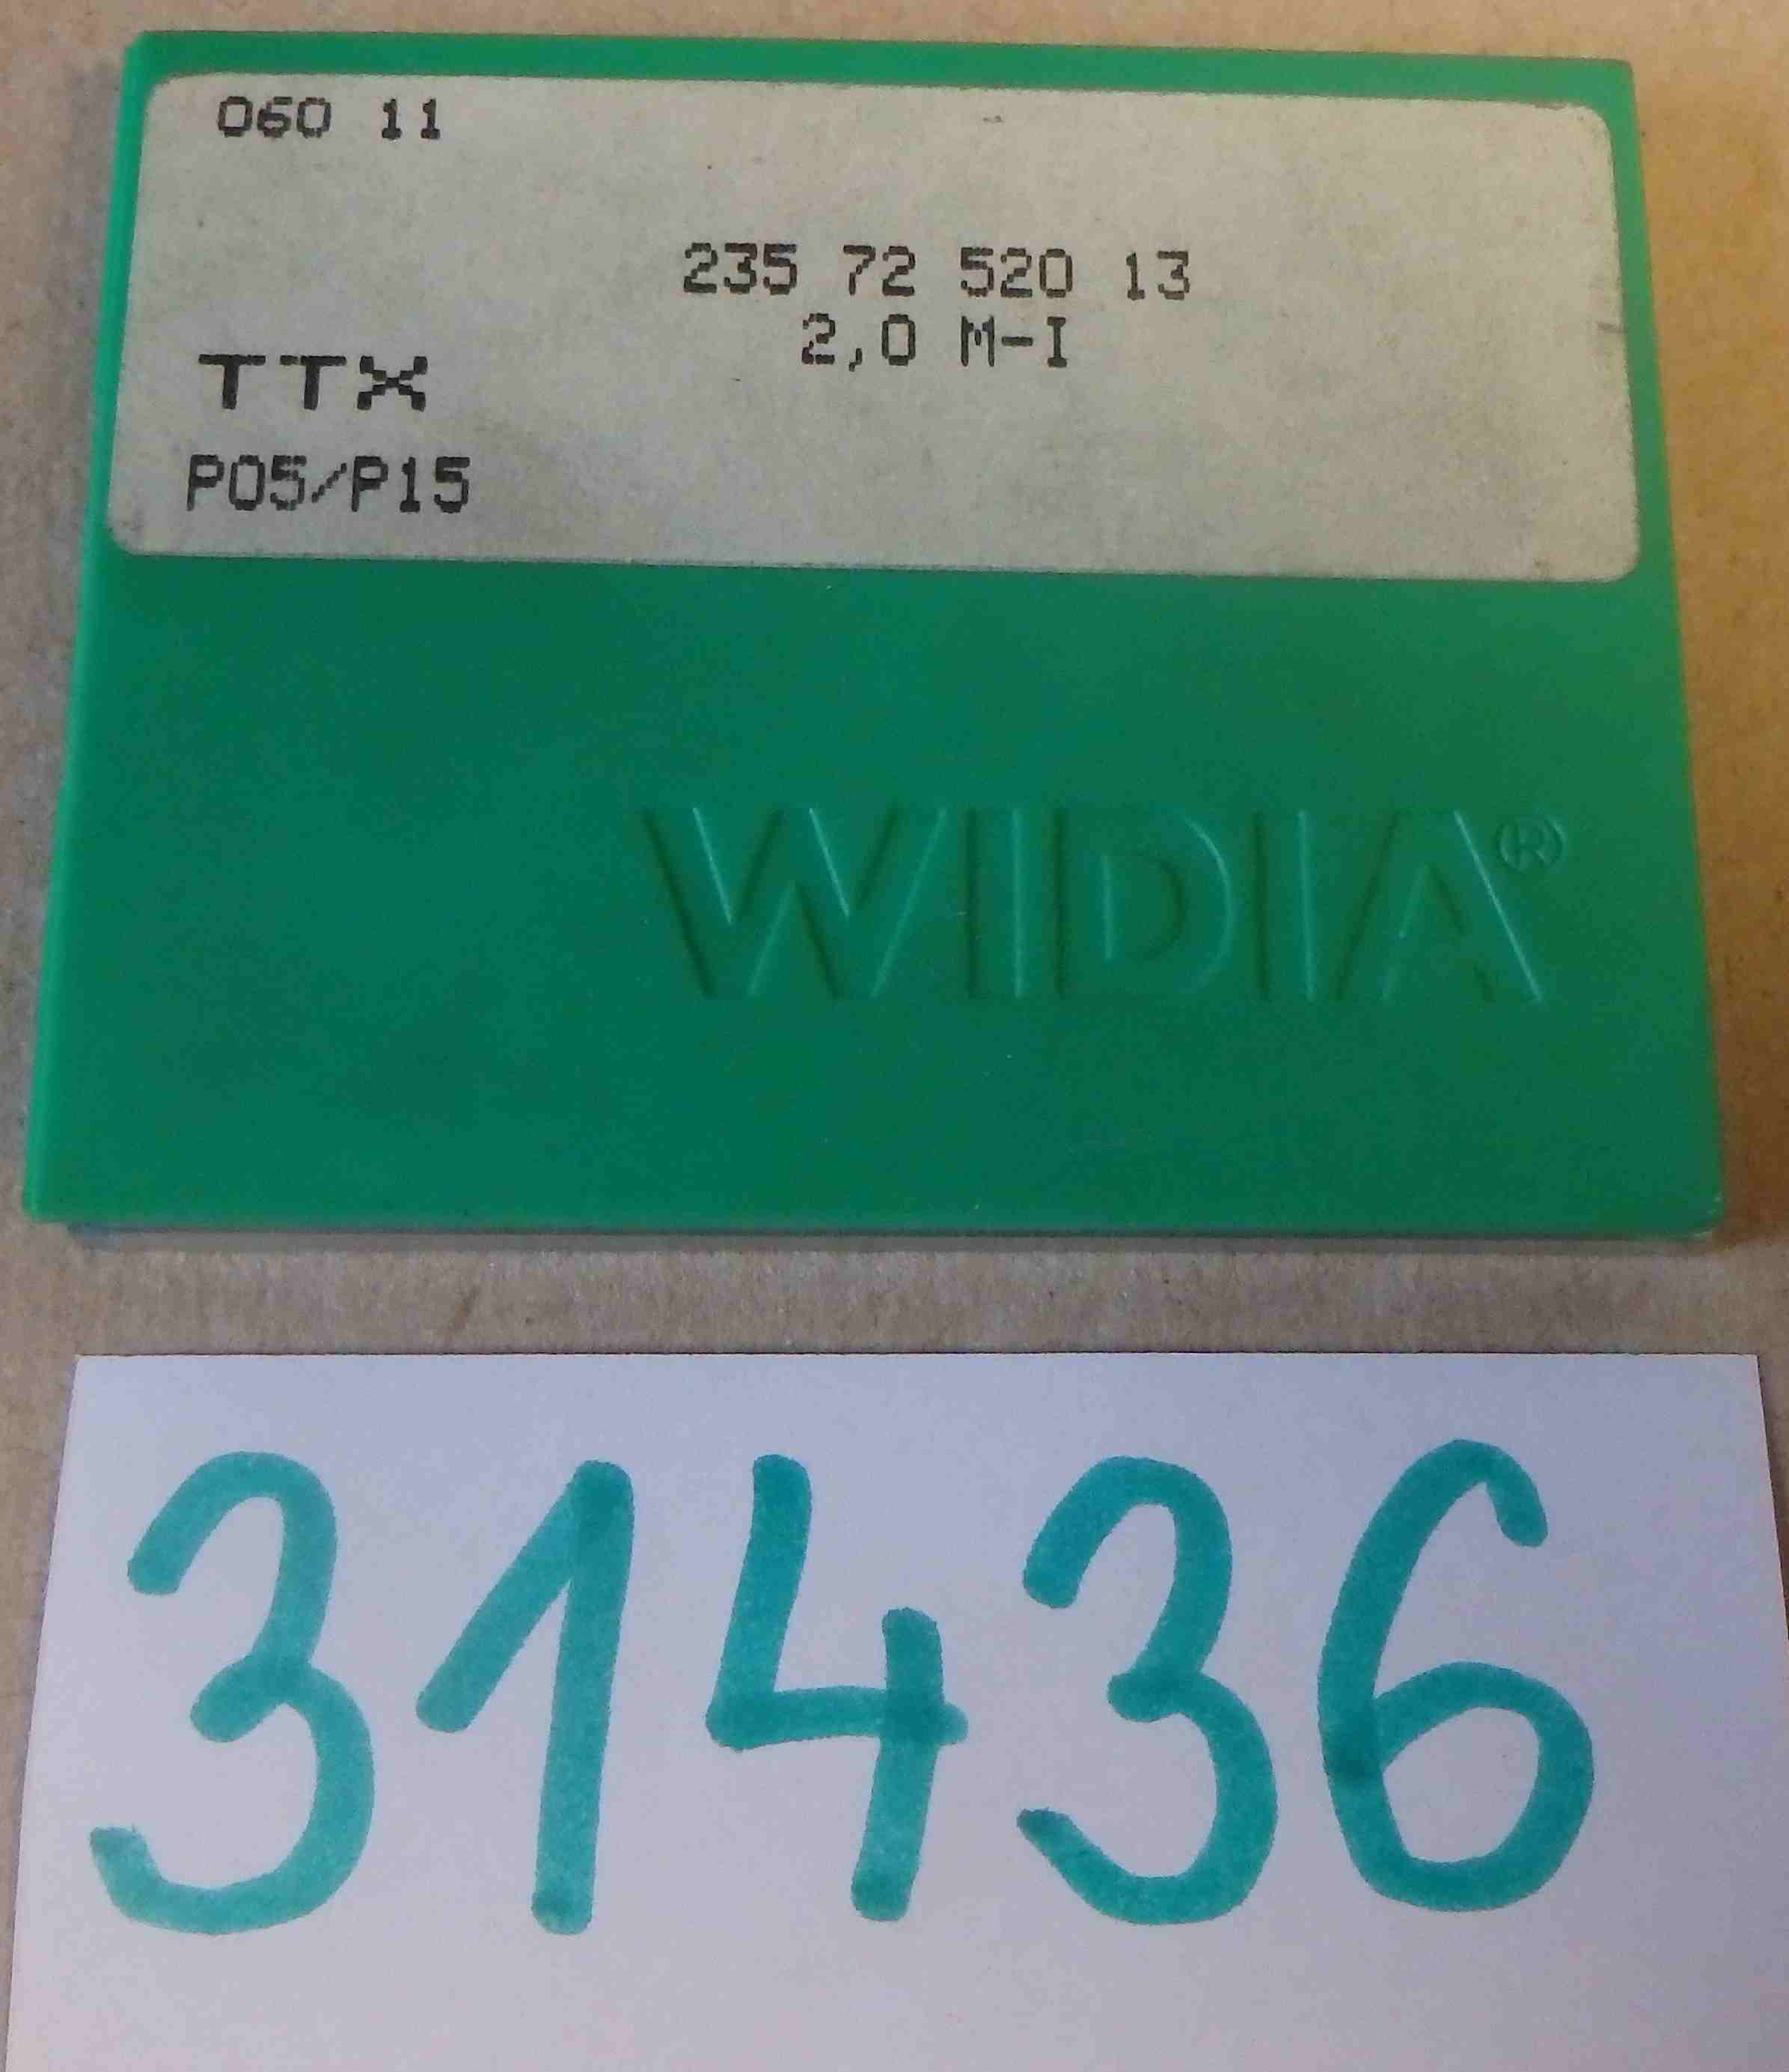 060 11
235 72 520 13
2,0 M-I
TTX
P05/P15
WIDIA®
31436